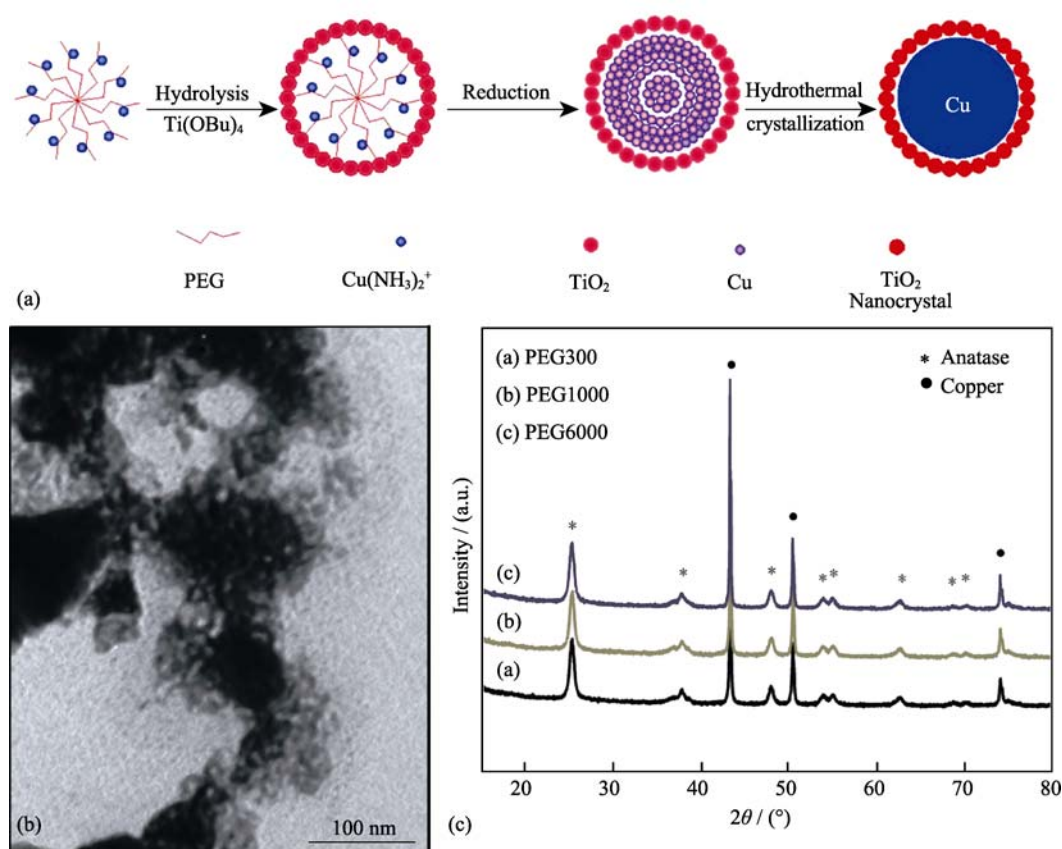 Hydrolysis
Ti(OBu)₄
Reduction
Hydrothermal
crystallization
Cu
PEG
Cu(NH₃)₂⁺
TiO₂
Cu
TiO₂
Nanocrystal
(a)
(b)
100 nm
(a) PEG300
(b) PEG1000
(c) PEG6000
* Anatase
● Copper
Intensity / (a.u.)
(c)
(b)
(a)
20 30 40 50 60 70 80
2θ / (°)
(c)